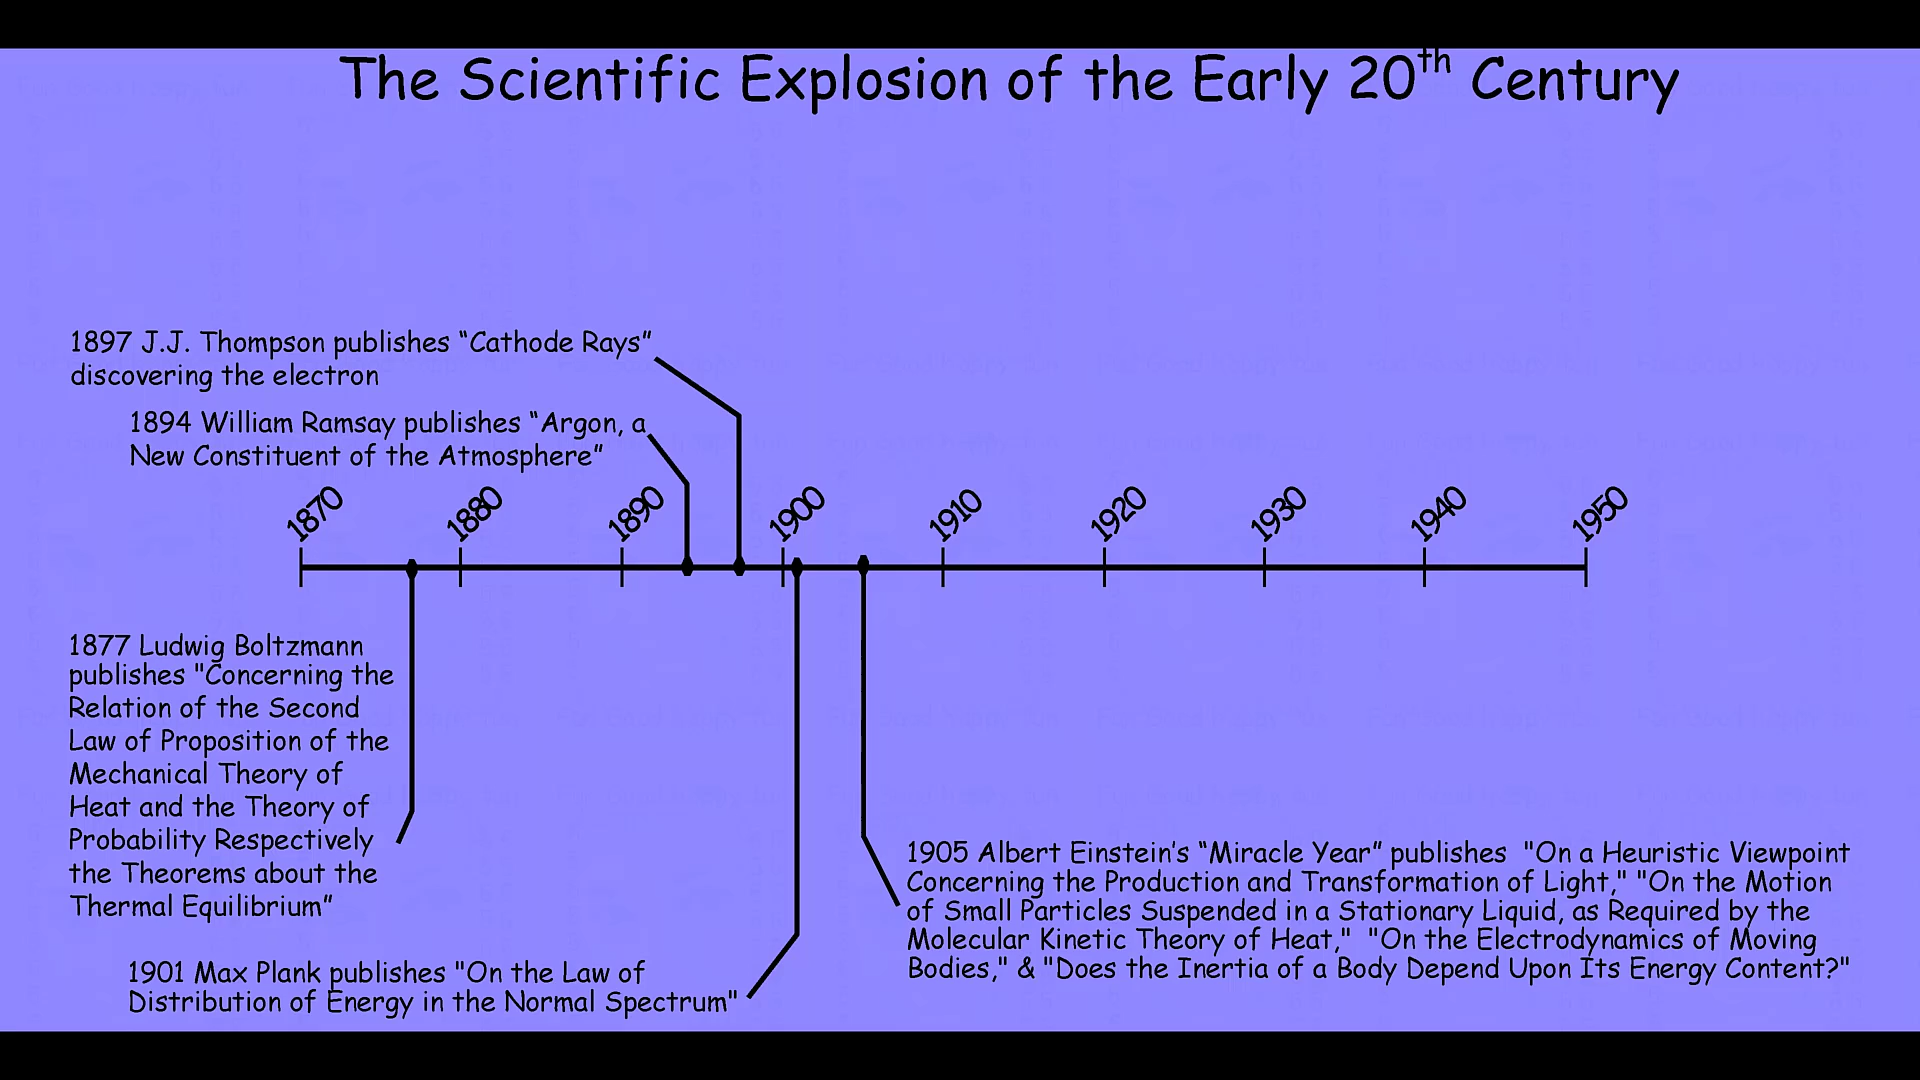 The Scientific Explosion of the Early 20th Century
1897 J.J. Thompson publishes “Cathode Rays”
discovering the electron
1894 William Ramsay publishes “Argon, a
New Constituent of the Atmosphere”
1870 1880 1890 1900 1910 1920 1930 1940 1950
1877 Ludwig Boltzmann
publishes "Concerning the
Relation of the Second
Law of Proposition of the
Mechanical Theory of
Heat and the Theory of
Probability Respectively
the Theorems about the
Thermal Equilibrium”
1901 Max Plank publishes "On the Law of
Distribution of Energy in the Normal Spectrum"
1905 Albert Einstein’s “Miracle Year” publishes "On a Heuristic Viewpoint
Concerning the Production and Transformation of Light," "On the Motion
of Small Particles Suspended in a Stationary Liquid, as Required by the
Molecular Kinetic Theory of Heat," "On the Electrodynamics of Moving
Bodies," & "Does the Inertia of a Body Depend Upon Its Energy Content?"